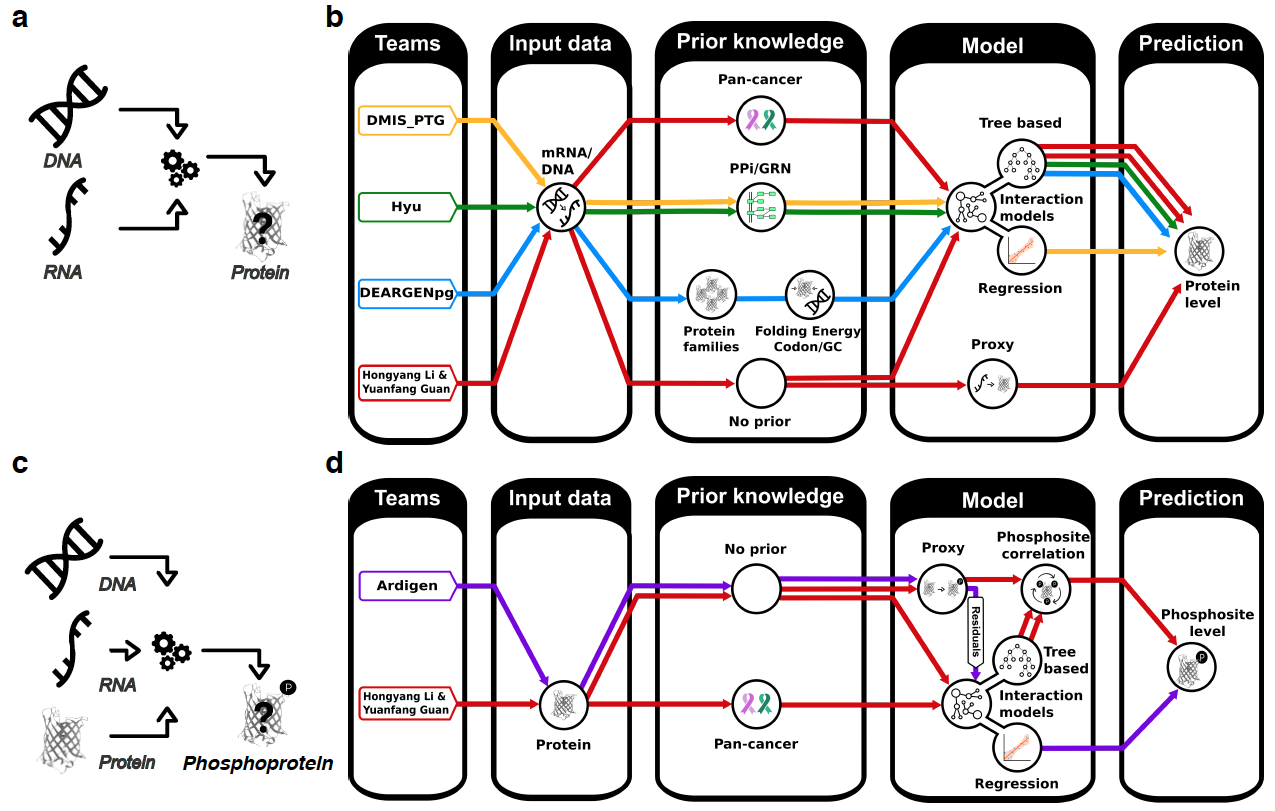 a
DNA
RNA
?
Protein
b
Teams
Input data
Prior knowledge
Model
Prediction
DMIS_PTG
Hyu
DEARGENpg
Hongyang Li &
Yuanfang Guan
mRNA/
DNA
Pan-cancer
PPi/GRN
Protein
families
Folding Energy
Codon/GC
No prior
Tree based
Interaction
models
Regression
Proxy
Protein
level
c
DNA
RNA
Protein
P
?
Phosphoprotein
d
Teams
Input data
Prior knowledge
Model
Prediction
Ardigen
Hongyang Li &
Yuanfang Guan
Protein
No prior
Pan-cancer
Proxy
P
Phosphosite
correlation
P
P
P
Residuals
Tree
based
Interaction
models
Regression
Phosphosite
level
P